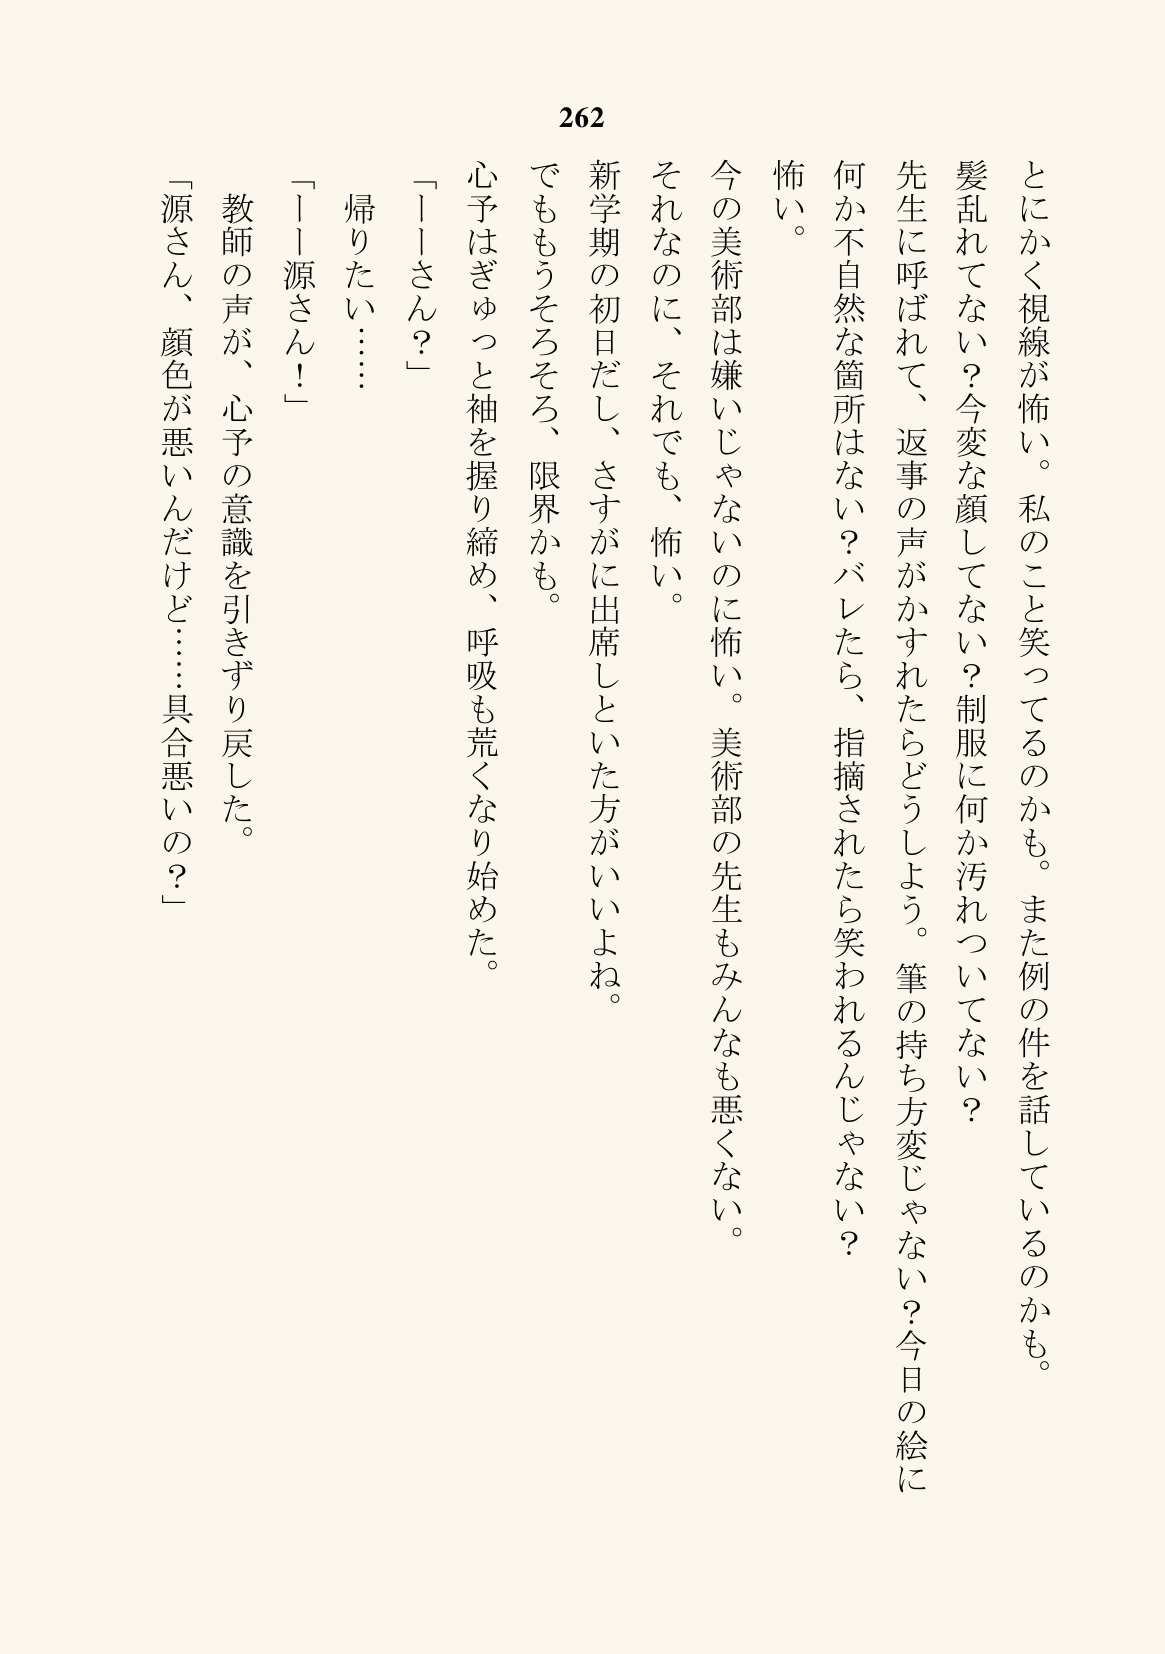 262
とにかく視線が怖い。私のこと笑ってるのかも。また例の件を話しているのかも。
髪乱れてない？今変な顔してない？制服に何か汚れついてない？
先生に呼ばれて、返事の声がかすれたらどうしよう。筆の持ち方変じゃない？今日の絵に
何か不自然な箇所はない？バレたら、指摘されたら笑われるんじゃない？
怖い。
今の美術部は嫌いじゃないのに怖い。美術部の先生もみんなも悪くない。
それなのに、それでも、怖い。
新学期の初日だし、さすがに出席しといた方がいいよね。
でももうそろそろ、限界かも。
心予はぎゅっと袖を握り締め、呼吸も荒くなり始めた。
「ーーさん？」
　帰りたい……
「ーー源さん！」
　教師の声が、心予の意識を引きずり戻した。
「源さん、顔色が悪いんだけど……具合悪いの？」